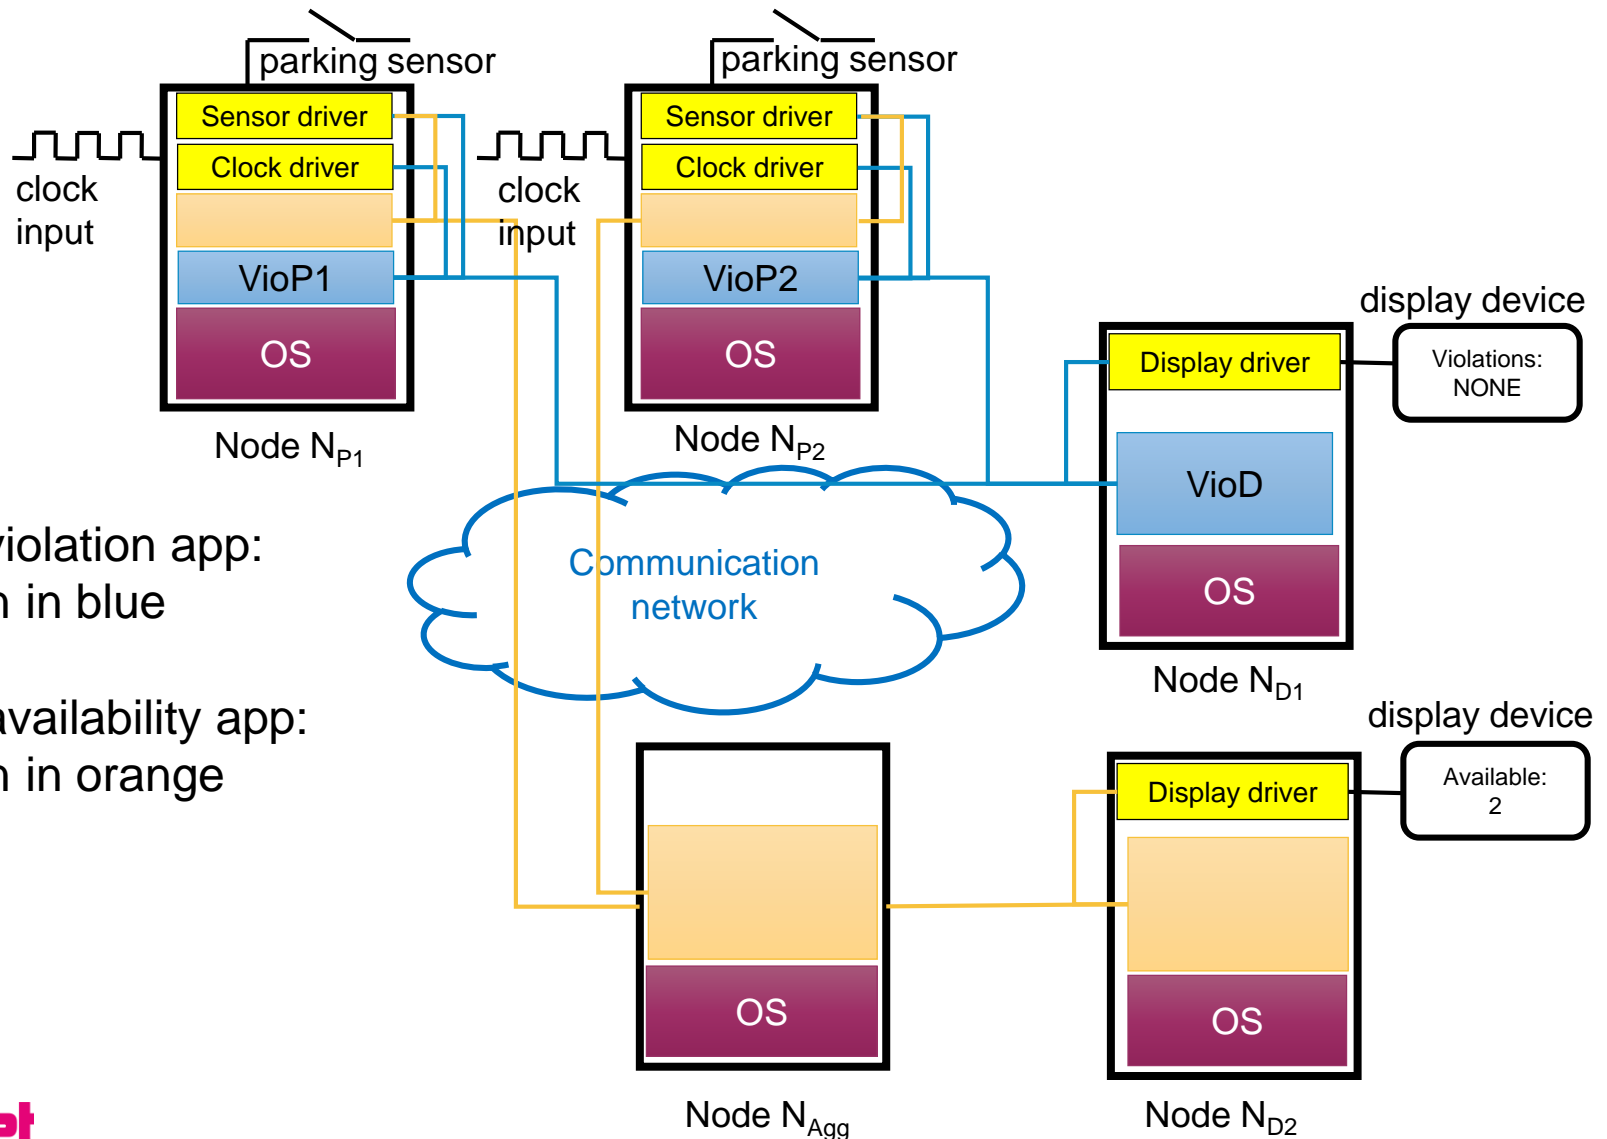 parking sensor
parking sensor
Sensor driver
Sensor driver
Clock driver
Clock driver
clock
input
clock
input
VioP1
VioP2
OS
OS
Node NP1
Node NP2
display device
Display driver
Violations:
NONE
VioD
OS
Node ND1
Communication
network
violation app:
in blue
availability app:
in orange
display device
Display driver
Available:
2
OS
OS
Node NAgg
Node ND2